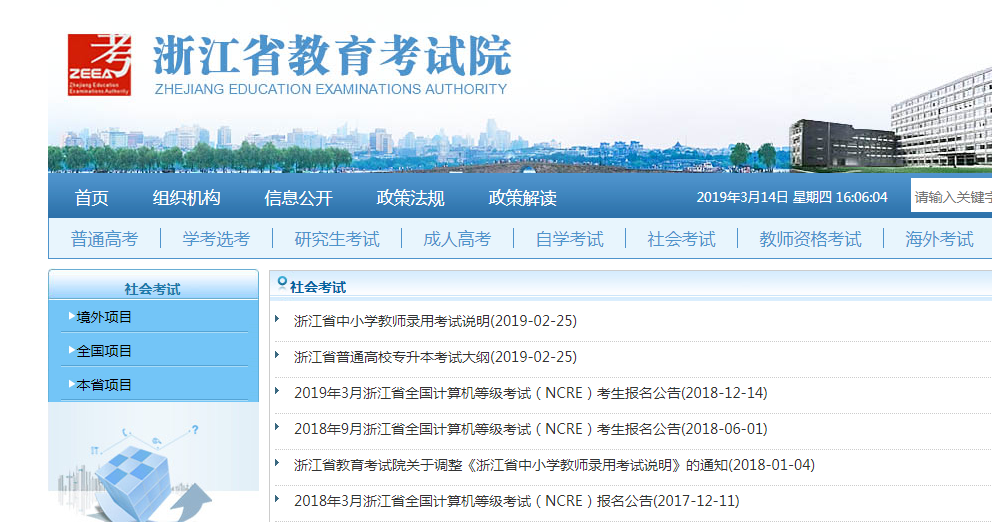 考
ZEEA
Zhejiang Education
Examinations Authority
浙江省教育考试院
ZHEJIANG EDUCATION EXAMINATIONS AUTHORITY
首页 组织机构 信息公开 政策法规 政策解读 2019年3月14日 星期四 16:06:04 请输入关键字
普通高考 学考选考 研究生考试 成人高考 自学考试 社会考试 教师资格考试 海外考试
社会考试
境外项目
全国项目
本省项目
社会考试
浙江省中小学教师录用考试说明(2019-02-25)
浙江省普通高校专升本考试大纲(2019-02-25)
2019年3月浙江省全国计算机等级考试（NCRE）考生报名公告(2018-12-14)
2018年9月浙江省全国计算机等级考试（NCRE）考生报名公告(2018-06-01)
浙江省教育考试院关于调整《浙江省中小学教师录用考试说明》的通知(2018-01-04)
2018年3月浙江省全国计算机等级考试（NCRE）报名公告(2017-12-11)